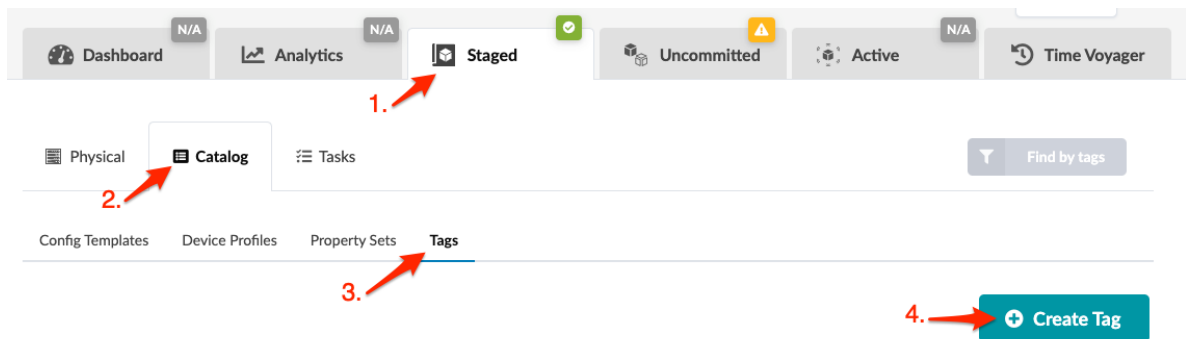 N/A N/A N/A
Dashboard Analytics Staged Uncommitted Active Time Voyager
1.
Physical Catalog Tasks Find by tags
2.
Config Templates Device Profiles Property Sets Tags
3.
4. Create Tag